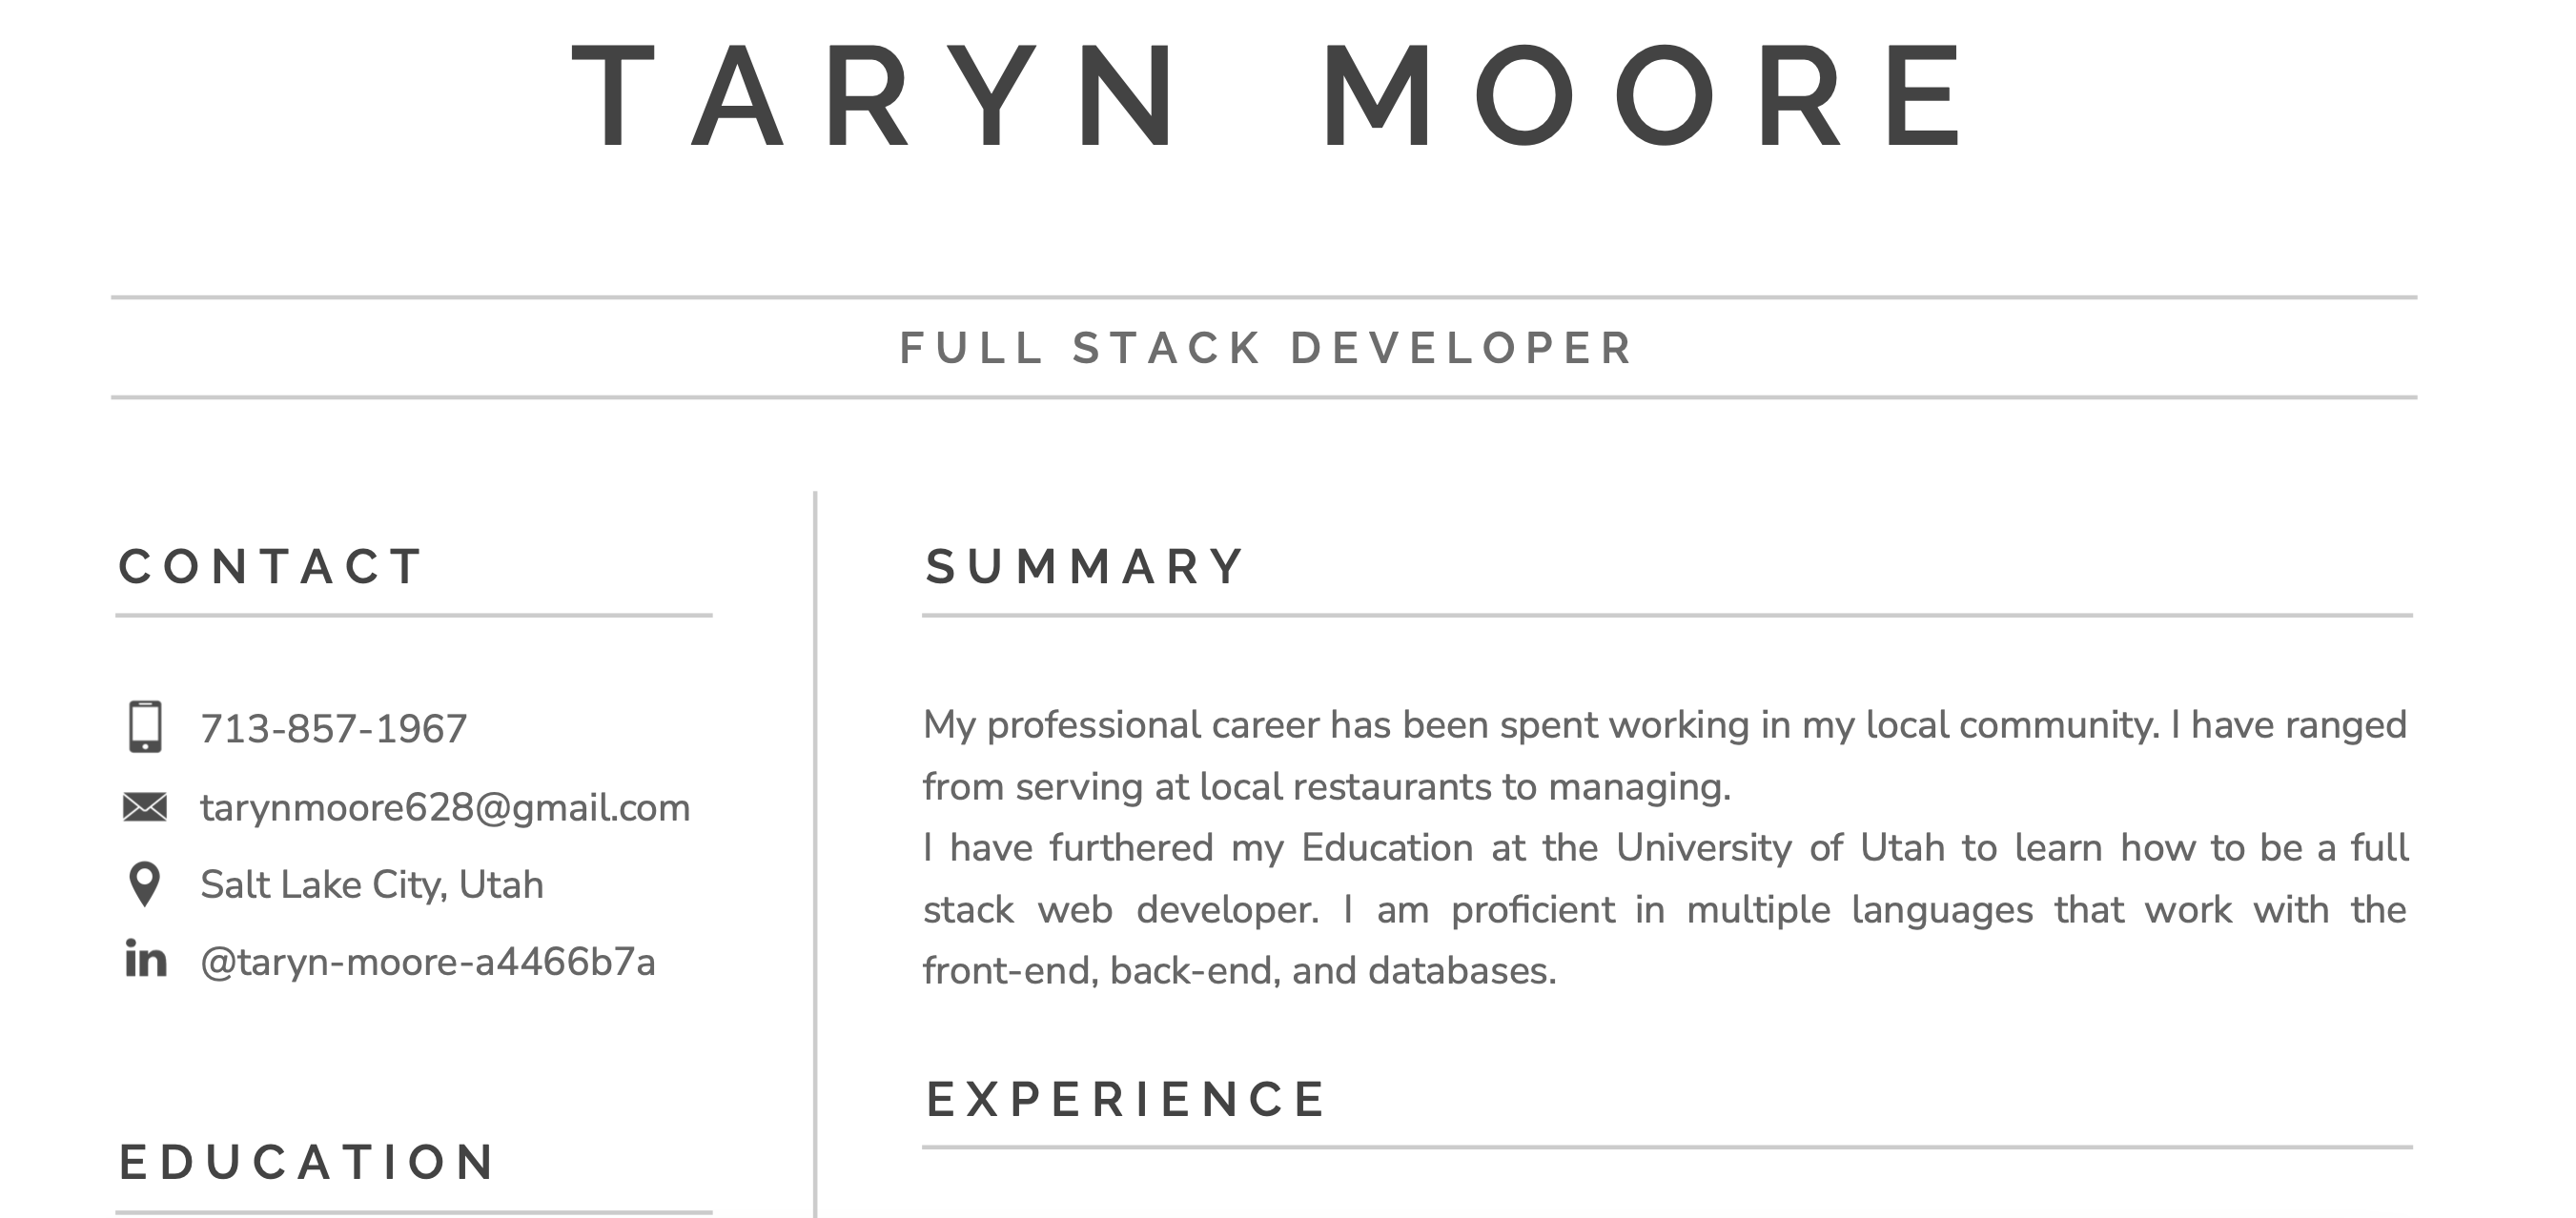 TARYN MOORE
FULL STACK DEVELOPER
CONTACT
713-857-1967
tarynmoore628@gmail.com
Salt Lake City, Utah
in @taryn-moore-a4466b7a
EDUCATION
SUMMARY
My professional career has been spent working in my local community. I have ranged
from serving at local restaurants to managing.
I have furthered my Education at the University of Utah to learn how to be a full
stack web developer. I am proficient in multiple languages that work with the
front-end, back-end, and databases.
EXPERIENCE